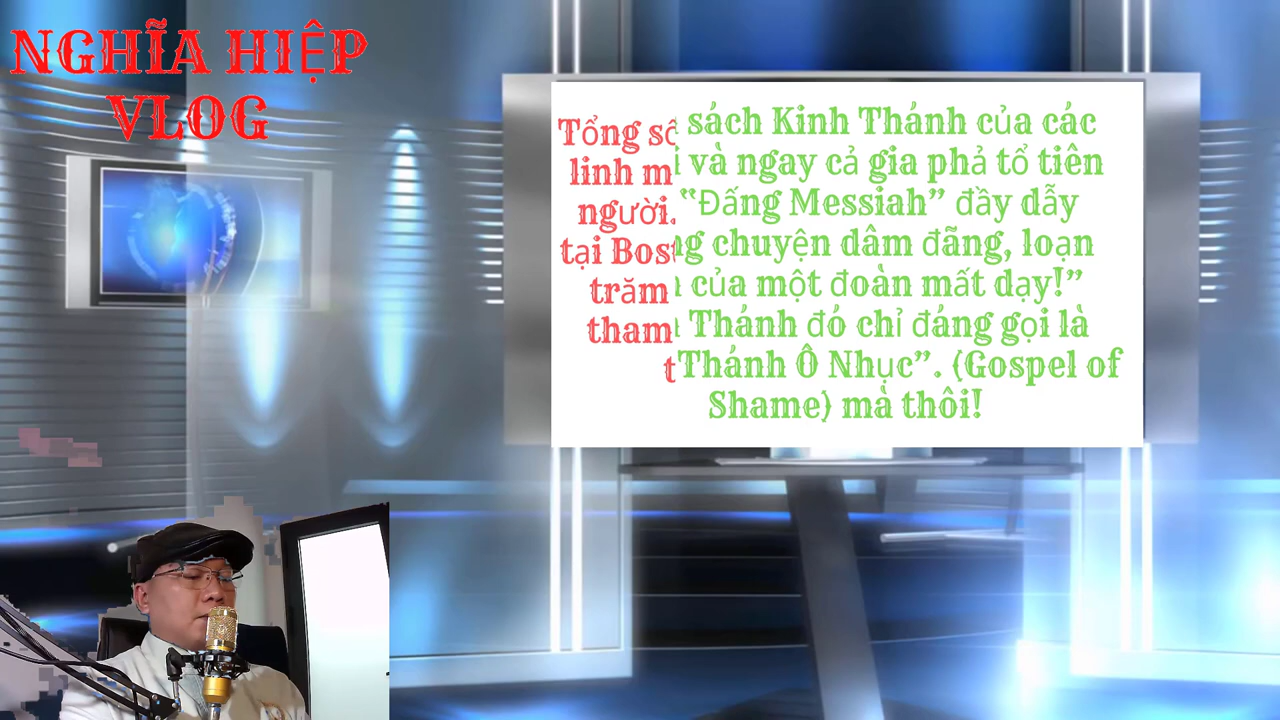 NGHĨA HIỆP
VLOG
Tổng số
linh m
người.
tại Bost
trăm
tham
t
sách Kinh Thánh của các
và ngay cả gia phả tổ tiên
“Đấng Messiah” đầy dẫy
chuyện dâm đãng, loạn
của một đoàn mất dạy!”
Thánh đó chỉ đáng gọi là
Thánh Ô Nhục”. (Gospel of
Shame) mà thôi!